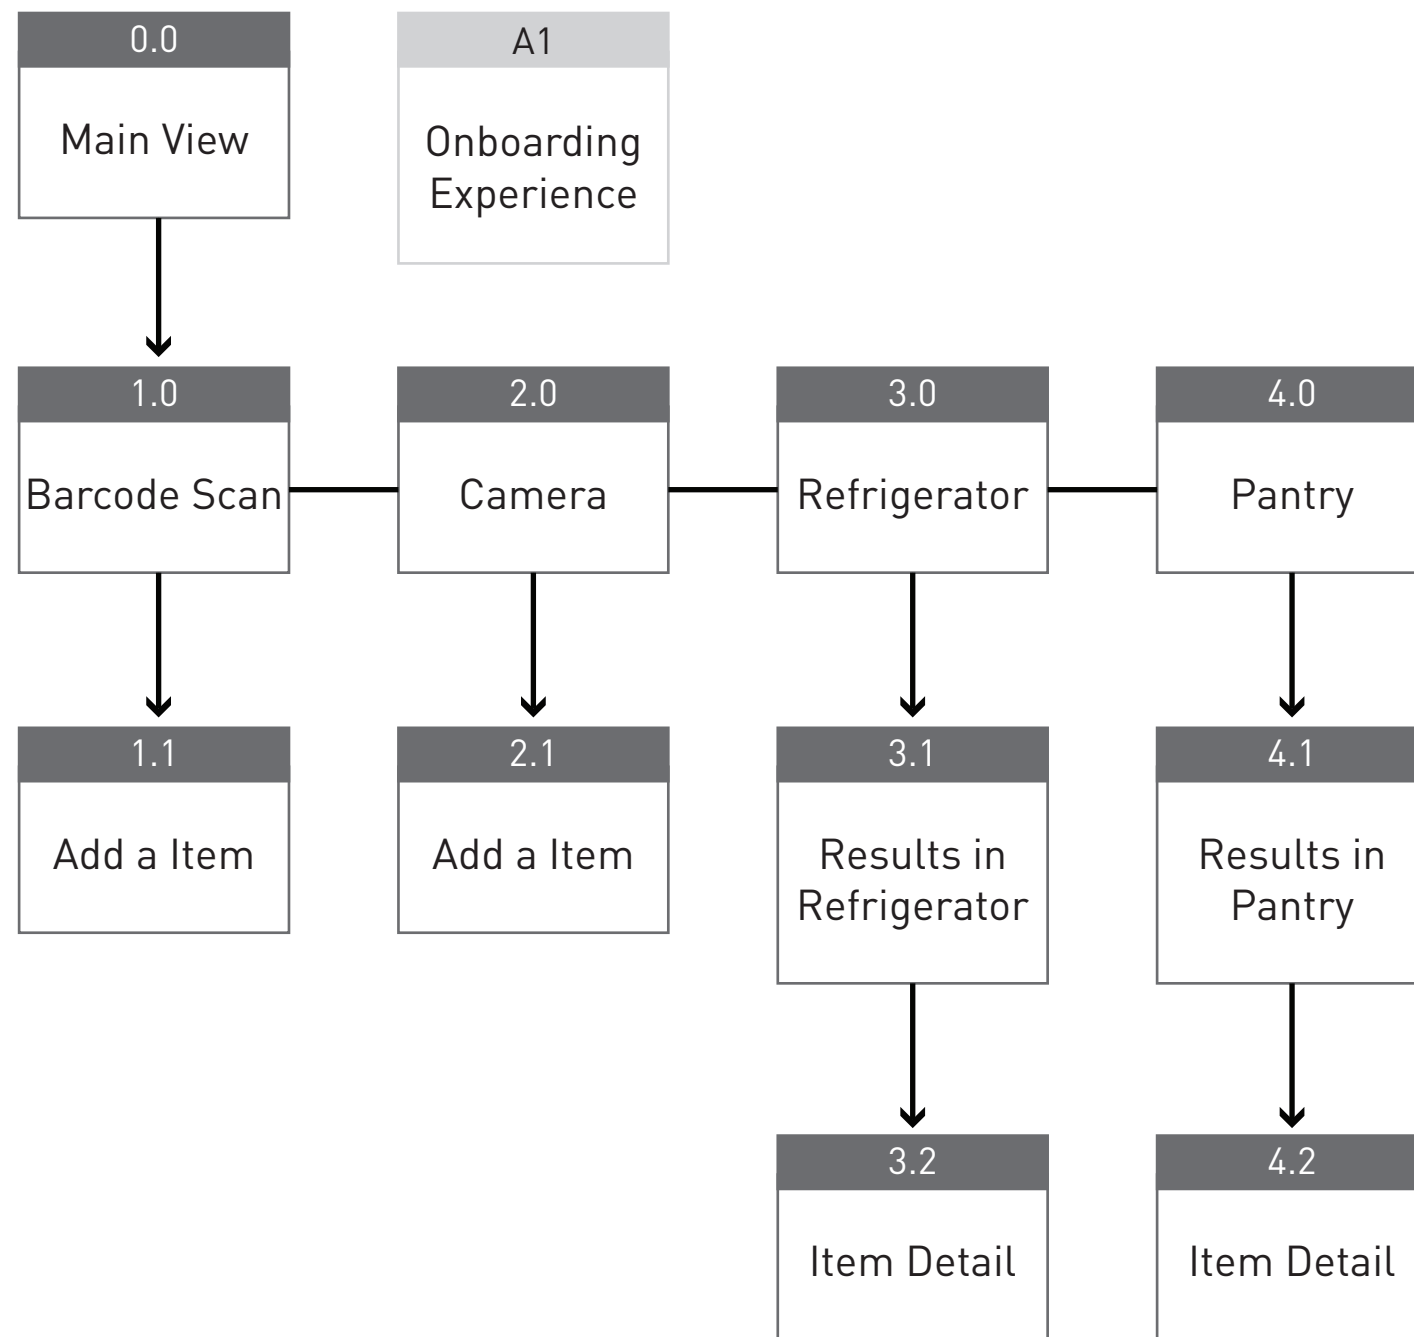 0.0
Main View
A1
Onboarding
Experience
1.0
Barcode Scan
2.0
Camera
3.0
Refrigerator
4.0
Pantry
1.1
Add a Item
2.1
Add a Item
3.1
Results in
Refrigerator
4.1
Results in
Pantry
3.2
Item Detail
4.2
Item Detail